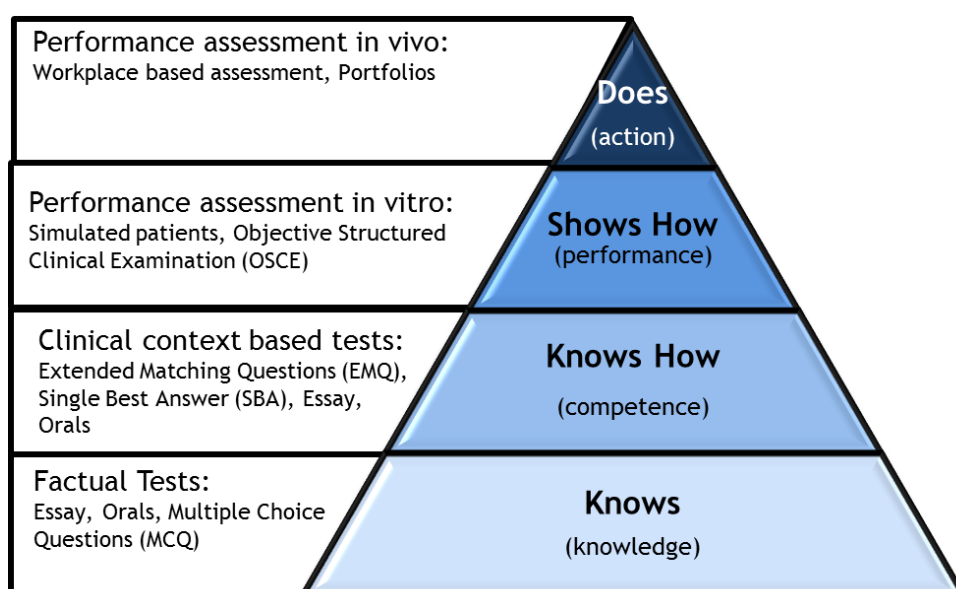 Performance assessment in vivo:
Workplace based assessment, Portfolios
Does
(action)
Performance assessment in vitro:
Simulated patients, Objective Structured
Clinical Examination (OSCE)
Shows How
(performance)
Clinical context based tests:
Extended Matching Questions (EMQ),
Single Best Answer (SBA), Essay,
Orals
Knows How
(competence)
Factual Tests:
Essay, Orals, Multiple Choice
Questions (MCQ)
Knows
(knowledge)